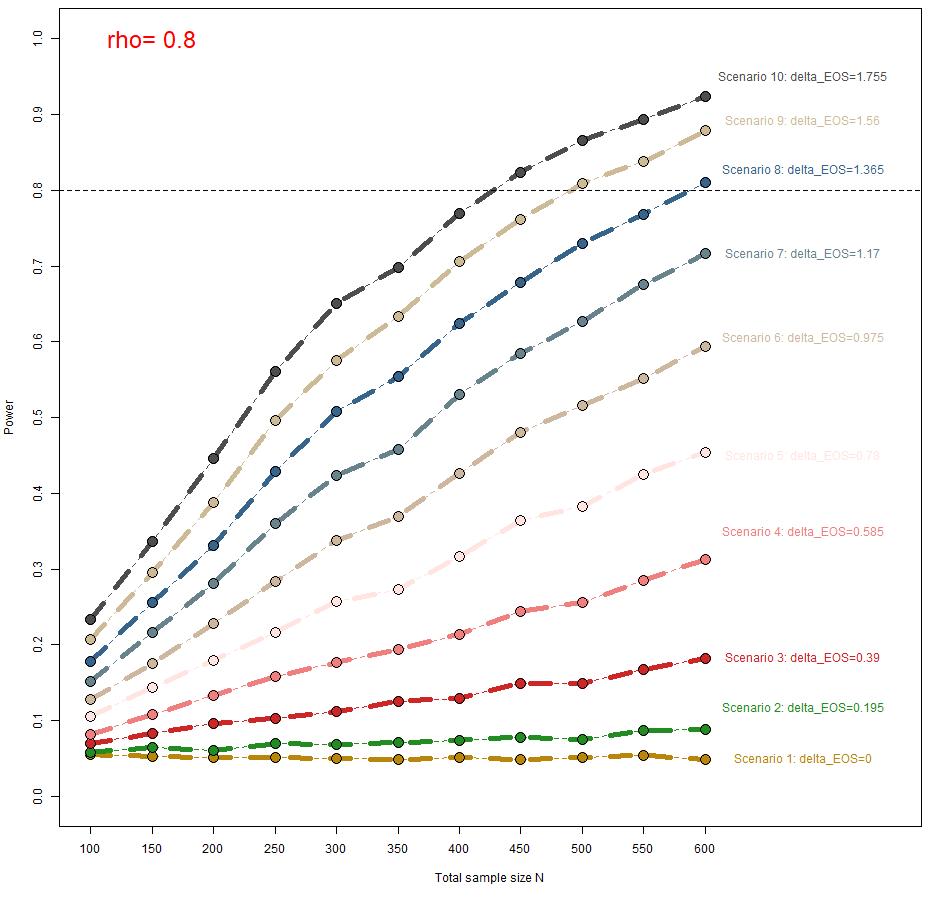 rho= 0.8
Scenario 10: delta_EOS=1.755
Scenario 9: delta_EOS=1.56
Scenario 8: delta_EOS=1.365
Scenario 7: delta_EOS=1.17
Scenario 6: delta_EOS=0.975
Scenario 5: delta_EOS=0.78
Scenario 4: delta_EOS=0.585
Scenario 3: delta_EOS=0.39
Scenario 2: delta_EOS=0.195
Scenario 1: delta_EOS=0
1.0
0.9
0.8
0.7
0.6
0.5
0.4
0.3
0.2
0.1
0.0
Power
100 150 200 250 300 350 400 450 500 550 600
Total sample size N